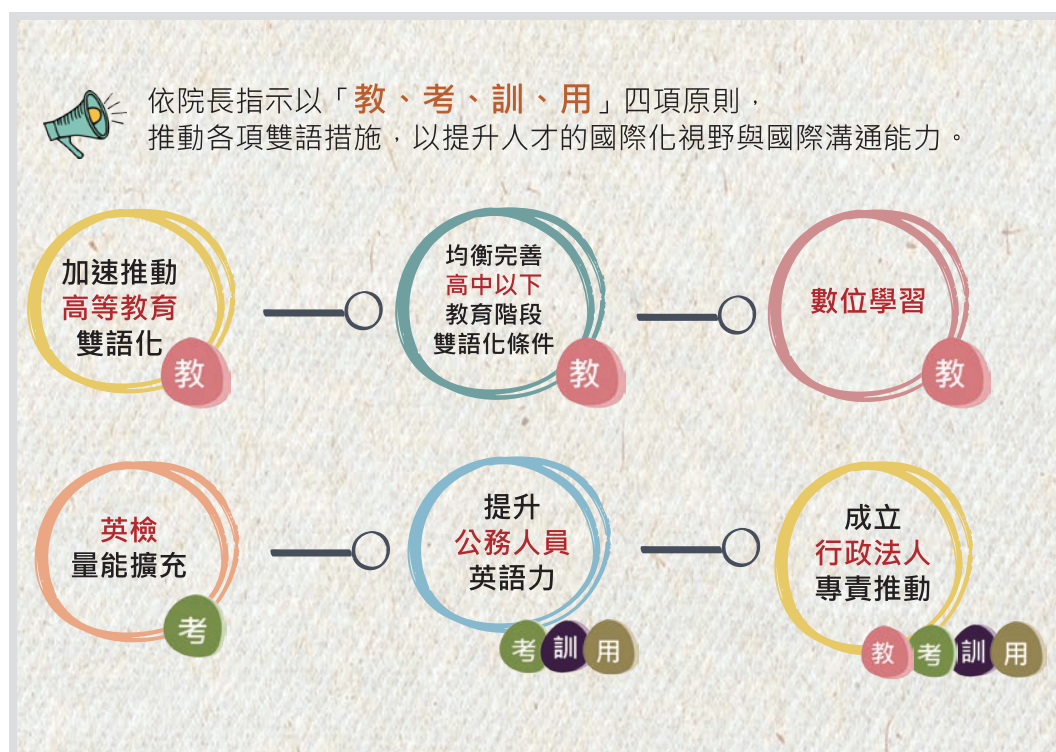 依院長指示以「教、考、訓、用」四項原則，
推動各項雙語措施，以提升人才的國際化視野與國際溝通能力。
加速推動
高等教育
雙語化
教
均衡完善
高中以下
教育階段
雙語化條件
教
數位學習
教
英檢
量能擴充
考
提升
公務人員
英語力
考 訓 用
成立
行政法人
專責推動
教 考 訓 用